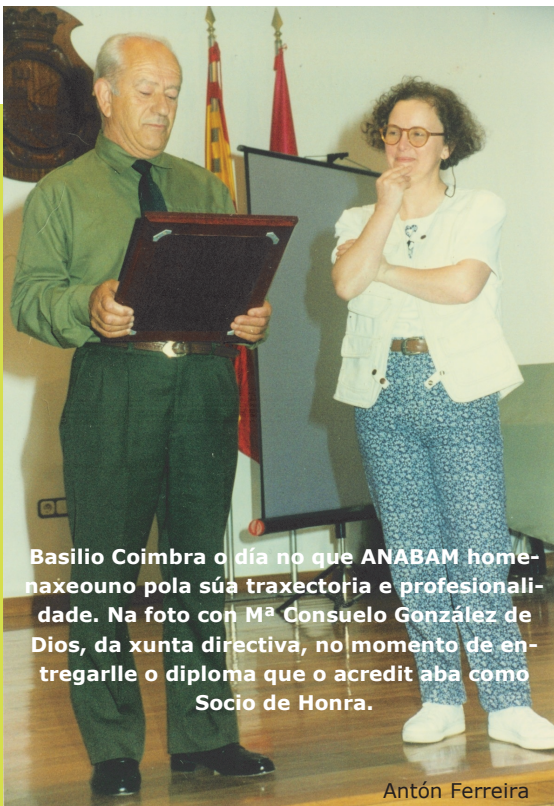 Basilio Coimbra o día no que ANABAM home-
naxeouno pola súa traxectoria e profesionali-
dade. Na foto con Mª Consuelo González de
Dios, da xunta directiva, no momento de en-
tregarlle o diploma que o acredit aba como
Socio de Honra.
Antón Ferreira